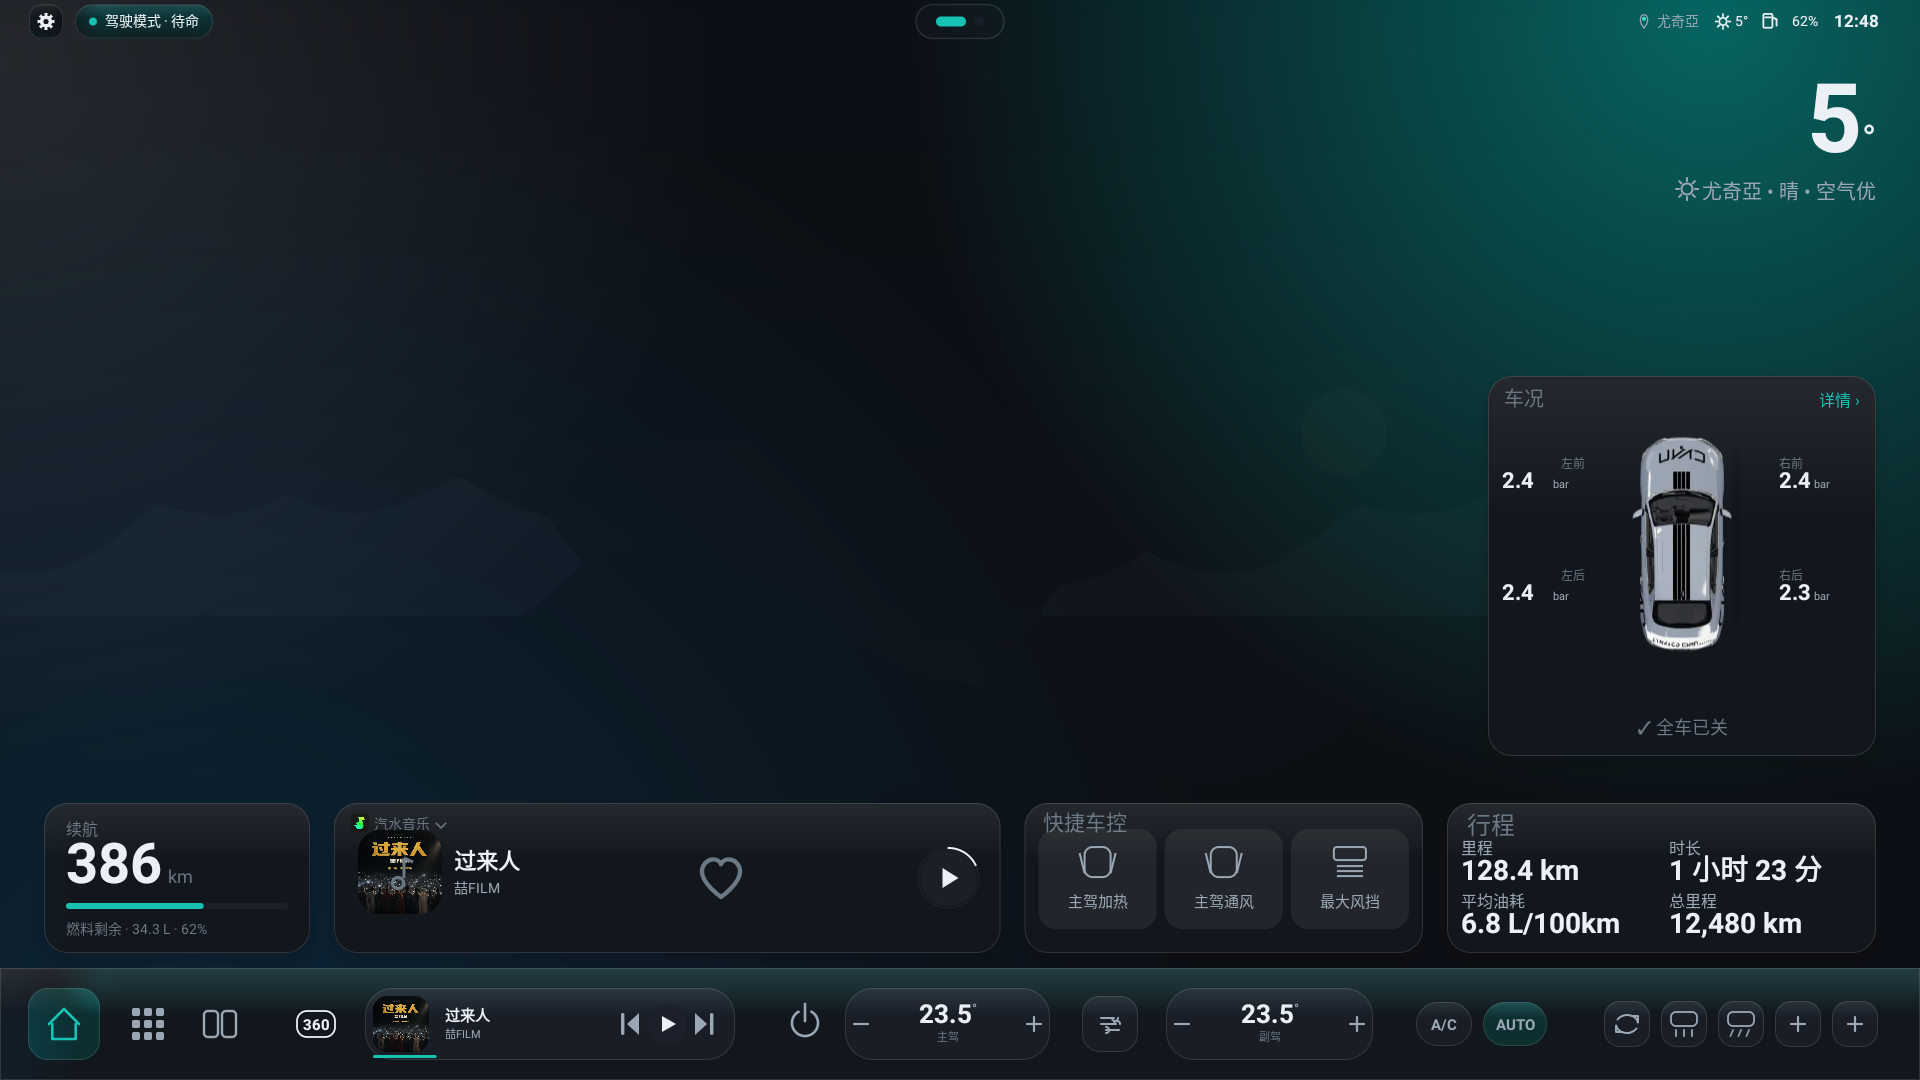 驾驶模式 · 待命
尤奇亞 5° 62% 12:48
5°
尤奇亞 • 晴 • 空气优
车况 详情 ›
左前 右前
2.4 bar 2.4 bar
左后 右后
2.4 bar 2.3 bar
✓ 全车已关
续航
386 km
燃料剩余 · 34.3 L · 62%
汽水音乐
过来人
过来人
喆FILM
快捷车控
主驾加热 主驾通风 最大风挡
行程
里程 时长
128.4 km 1 小时 23 分
平均油耗 总里程
6.8 L/100km 12,480 km
360
过来人
过来人
喆FILM
23.5°
主驾
23.5°
副驾
A/C AUTO